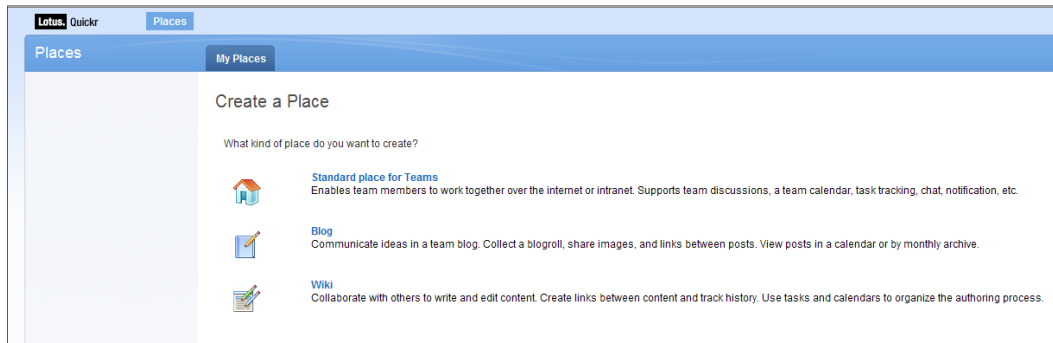 Lotus. Quickr Places
Places
My Places
Create a Place
What kind of place do you want to create?
Standard place for Teams
Enables team members to work together over the internet or intranet. Supports team discussions, a team calendar, task tracking, chat, notification, etc.
Blog
Communicate ideas in a team blog. Collect a blogroll, share images, and links between posts. View posts in a calendar or by monthly archive.
Wiki
Collaborate with others to write and edit content. Create links between content and track history. Use tasks and calendars to organize the authoring process.